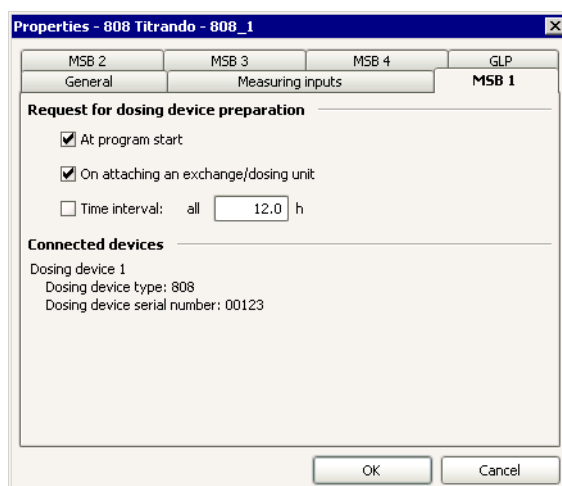 Properties - 808 Titrando - 808_1
MSB 2 MSB 3 MSB 4 GLP
General Measuring inputs MSB 1
Request for dosing device preparation
At program start
On attaching an exchange/dosing unit
Time interval: all 12.0 h
Connected devices
Dosing device 1
Dosing device type: 808
Dosing device serial number: 00123
OK Cancel